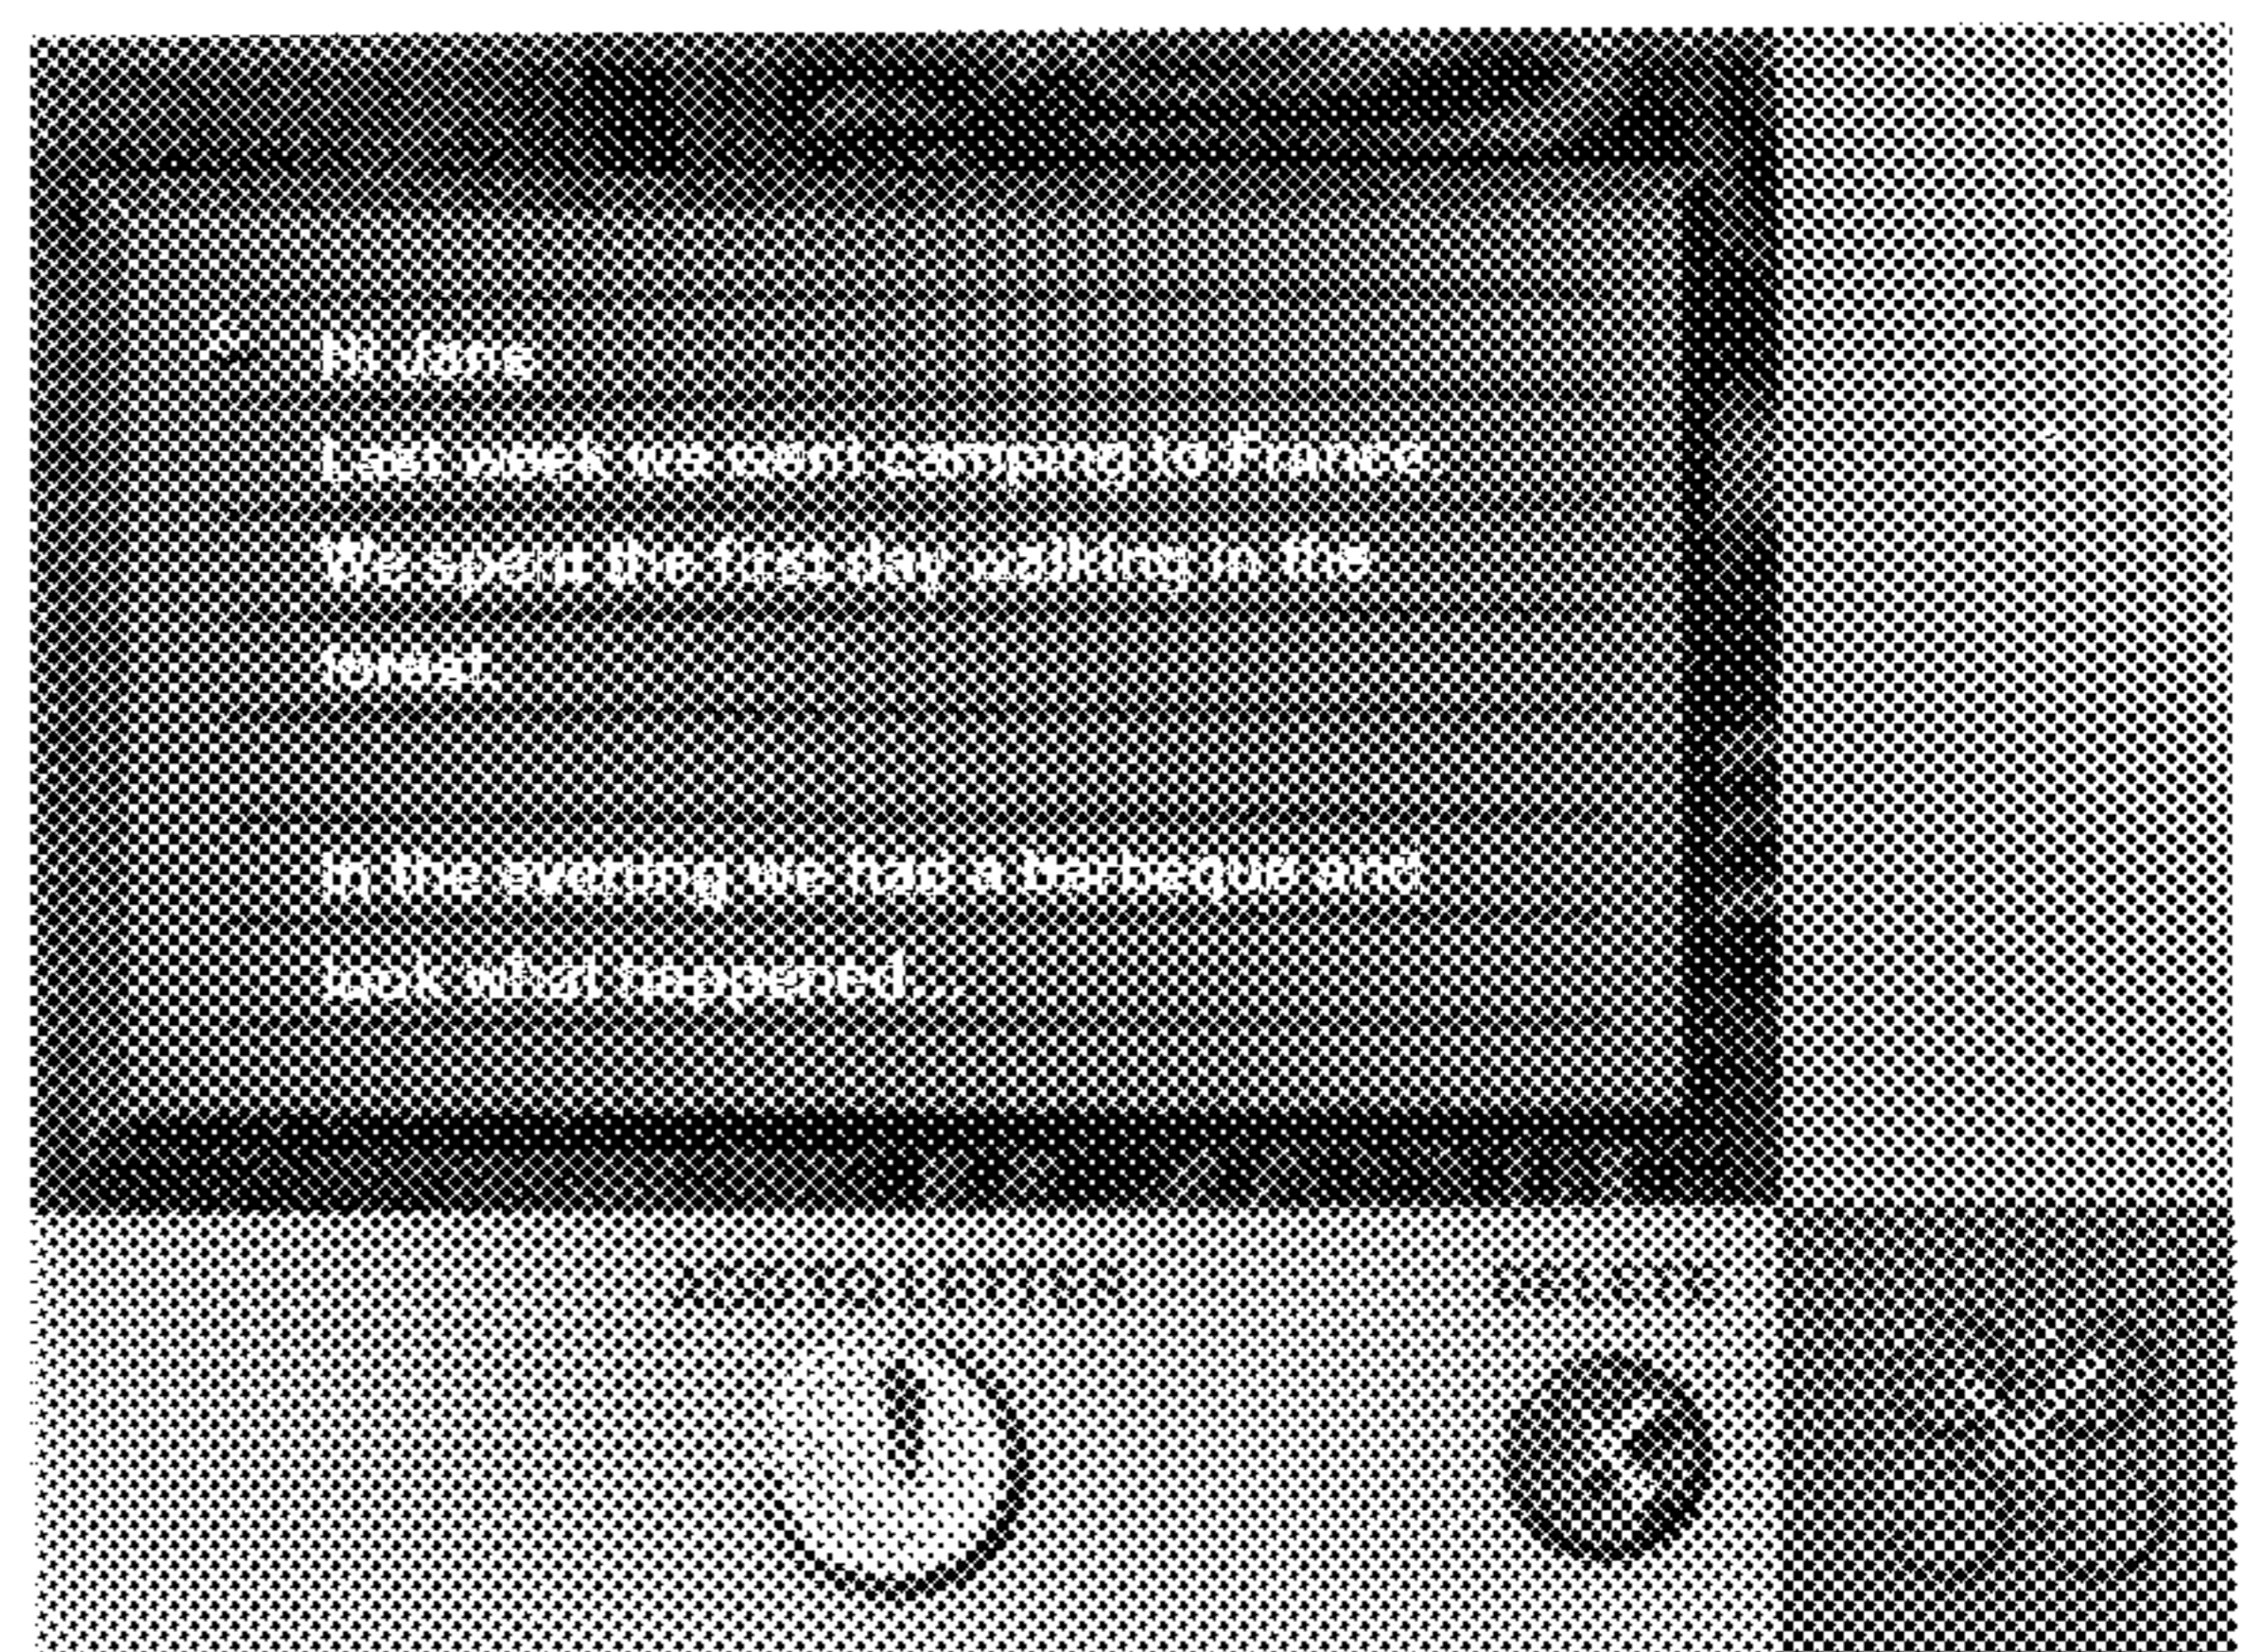 Hi Jane
Last week we went camping to France
We spent the first day walking in the
forest
In the evening we had a barbeque and
look what happened...